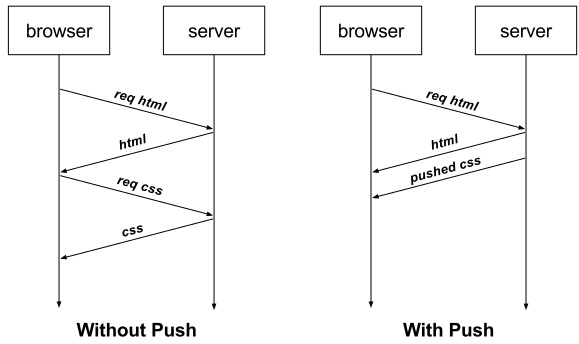 browser
server
req html
html
req css
css
Without Push
browser
server
req html
html
pushed css
With Push